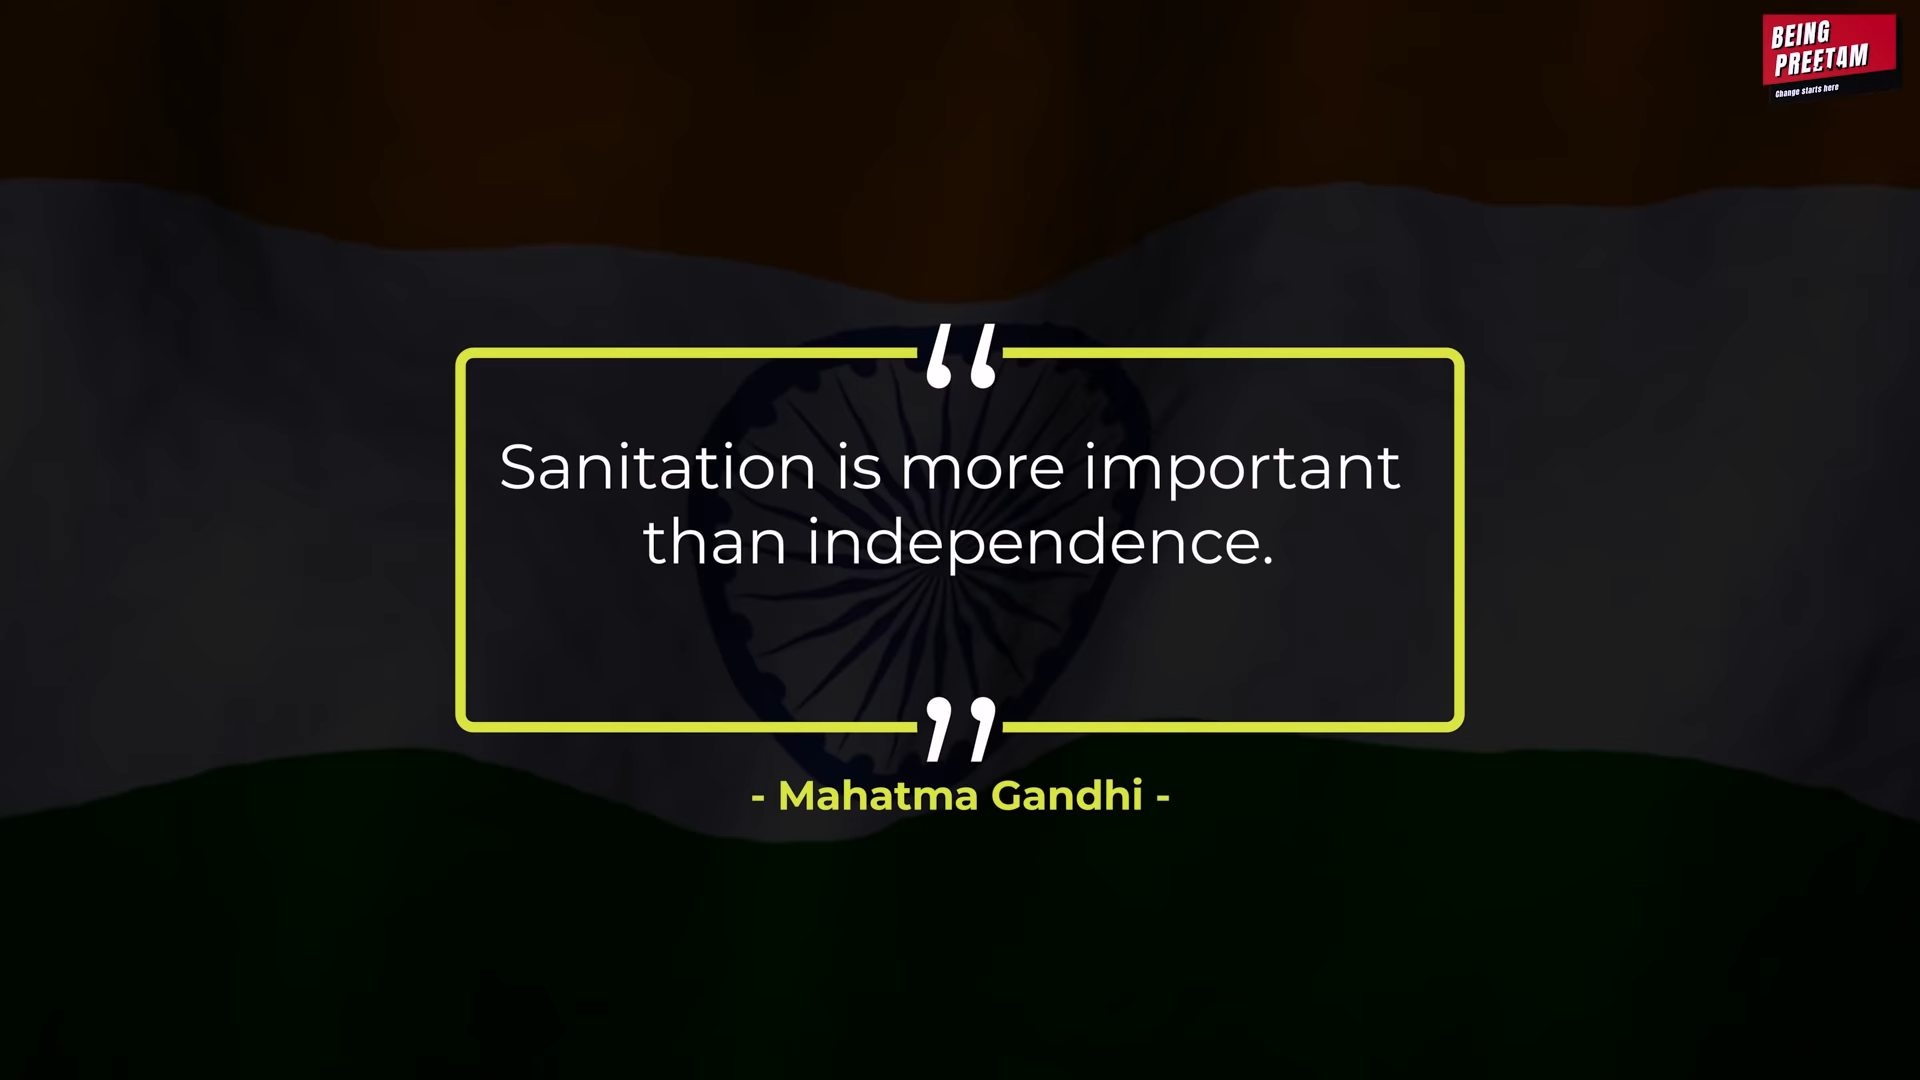 BEING
PREETAM
Change starts here
“
Sanitation is more important
than independence.
”
- Mahatma Gandhi -